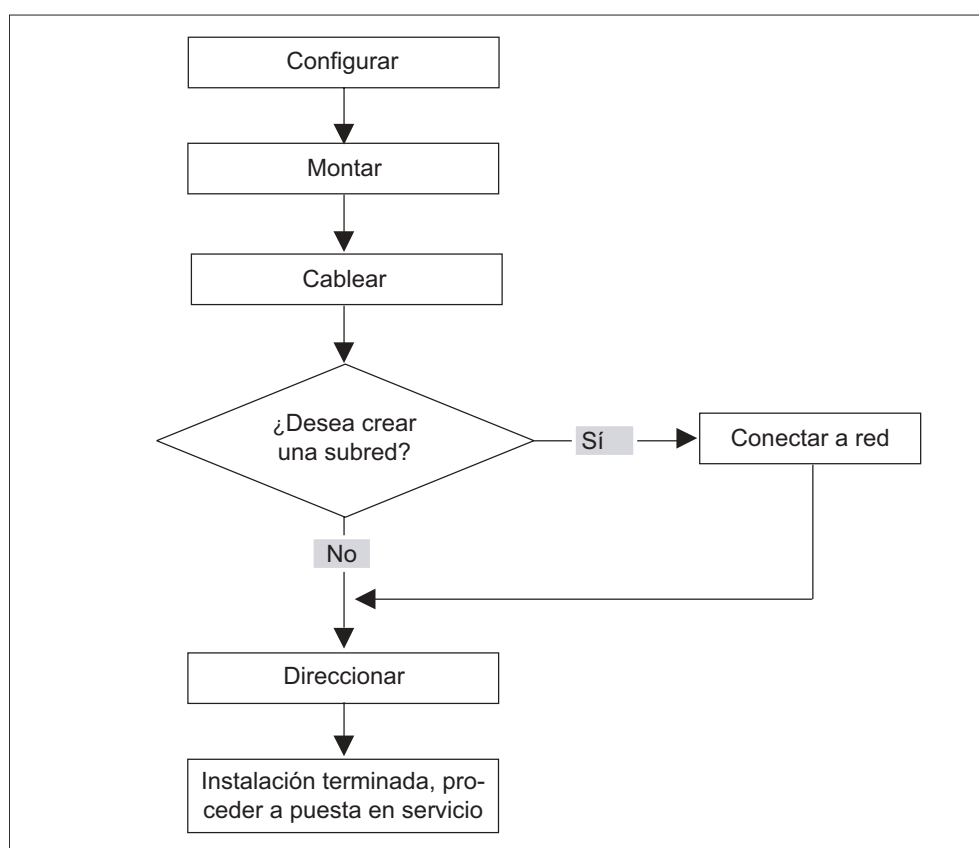 Configurar
Montar
Cablear
¿Desea crear
una subred?
Sí
Conectar a red
No
Direccionar
Instalación terminada, pro-
ceder a puesta en servicio